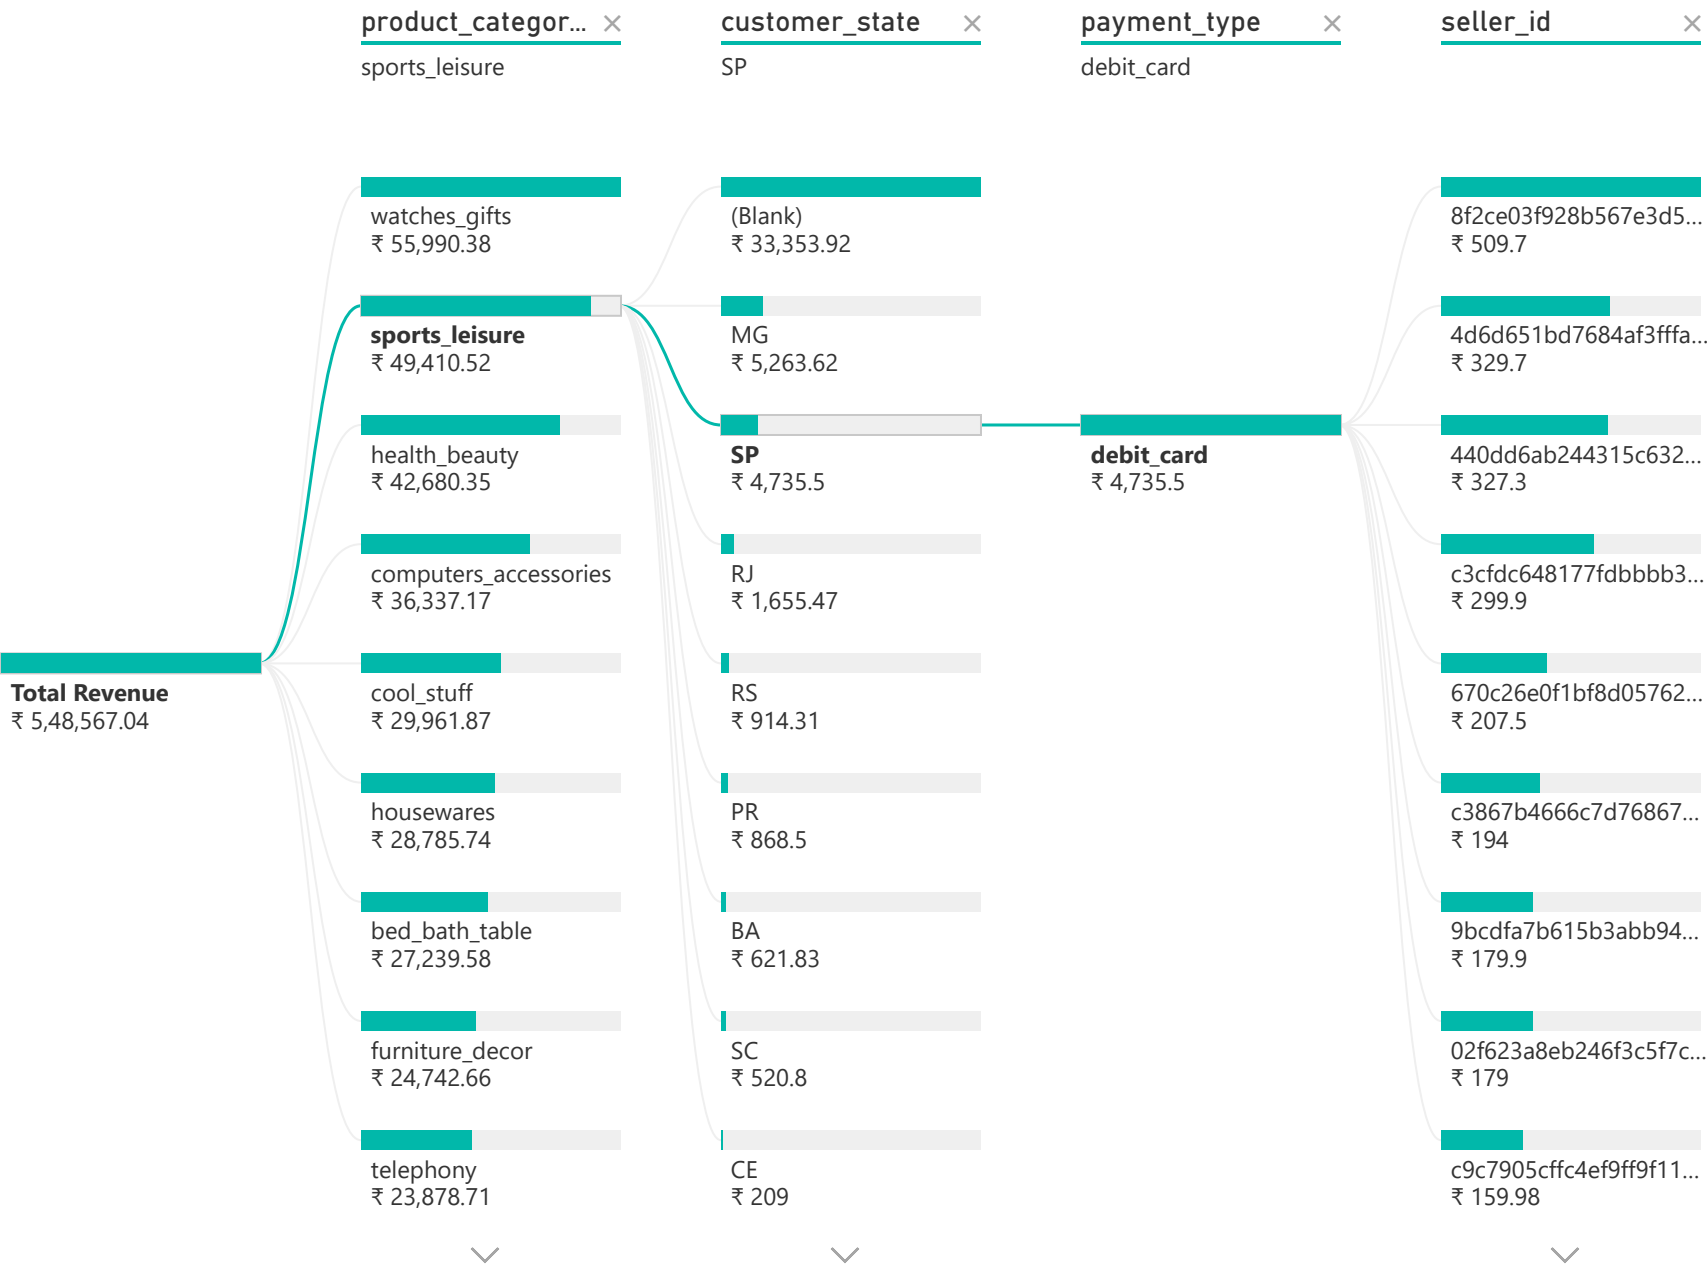 product_categor...
sports_leisure
customer_state
SP
payment_type
debit_card
seller_id
Total Revenue
₹ 5,48,567.04
watches_gifts
₹ 55,990.38
sports_leisure
₹ 49,410.52
health_beauty
₹ 42,680.35
computers_accessories
₹ 36,337.17
cool_stuff
₹ 29,961.87
housewares
₹ 28,785.74
bed_bath_table
₹ 27,239.58
furniture_decor
₹ 24,742.66
telephony
₹ 23,878.71
(Blank)
₹ 33,353.92
MG
₹ 5,263.62
SP
₹ 4,735.5
RJ
₹ 1,655.47
RS
₹ 914.31
PR
₹ 868.5
BA
₹ 621.83
SC
₹ 520.8
CE
₹ 209
debit_card
₹ 4,735.5
8f2ce03f928b567e3d5...
₹ 509.7
4d6d651bd7684af3fffa...
₹ 329.7
440dd6ab244315c632...
₹ 327.3
c3cfdc648177fdbbbb3...
₹ 299.9
670c26e0f1bf8d05762...
₹ 207.5
c3867b4666c7d76867...
₹ 194
9bcdfa7b615b3abb94...
₹ 179.9
02f623a8eb246f3c5f7c...
₹ 179
c9c7905cffc4ef9ff9f11...
₹ 159.98